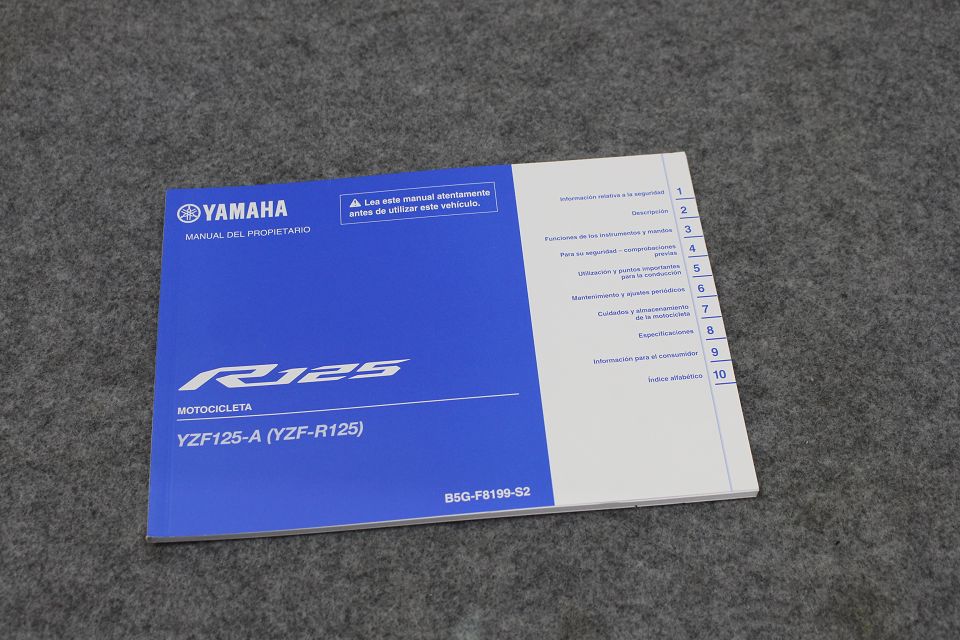 YAMAHA
MANUAL DEL PROPIETARIO
Lea este manual atentamente
antes de utilizar este vehículo.
R125
MOTOCICLETA
YZF125-A (YZF-R125)
B5G-F8199-S2
Información relativa a la seguridad 1
Descripción 2
Funciones de los instrumentos y mandos 3
Para su seguridad – comprobaciones 4
previas
Utilización y puntos importantes 5
para la conducción
Mantenimiento y ajustes periódicos 6
Cuidados y almacenamiento 7
de la motocicleta
Especificaciones 8
Información para el consumidor 9
Índice alfabético 10